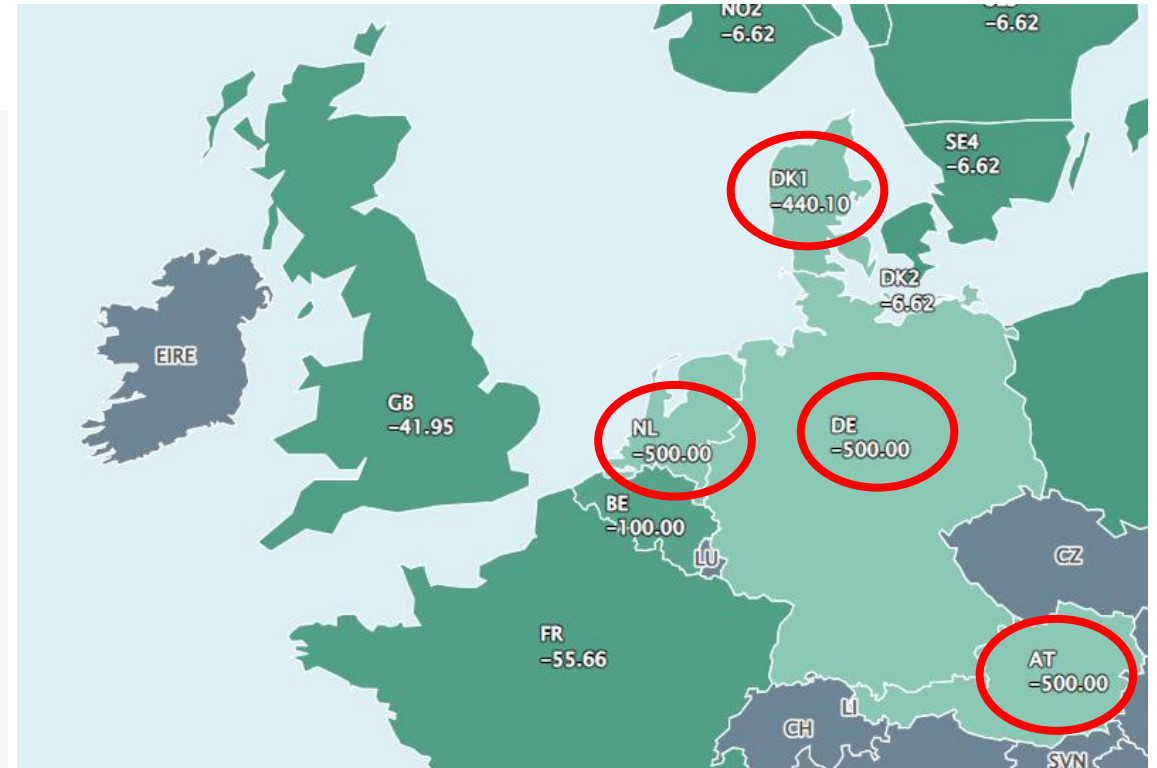 NO2
-6.62
-6.62
SE4
-6.62
DK1
-440.10
DK2
-6.62
EIRE
GB
-41.95
NL
-500.00
DE
-500.00
BE
-100.00
LU
CZ
FR
-55.66
AT
-500.00
LI
CH
SVN